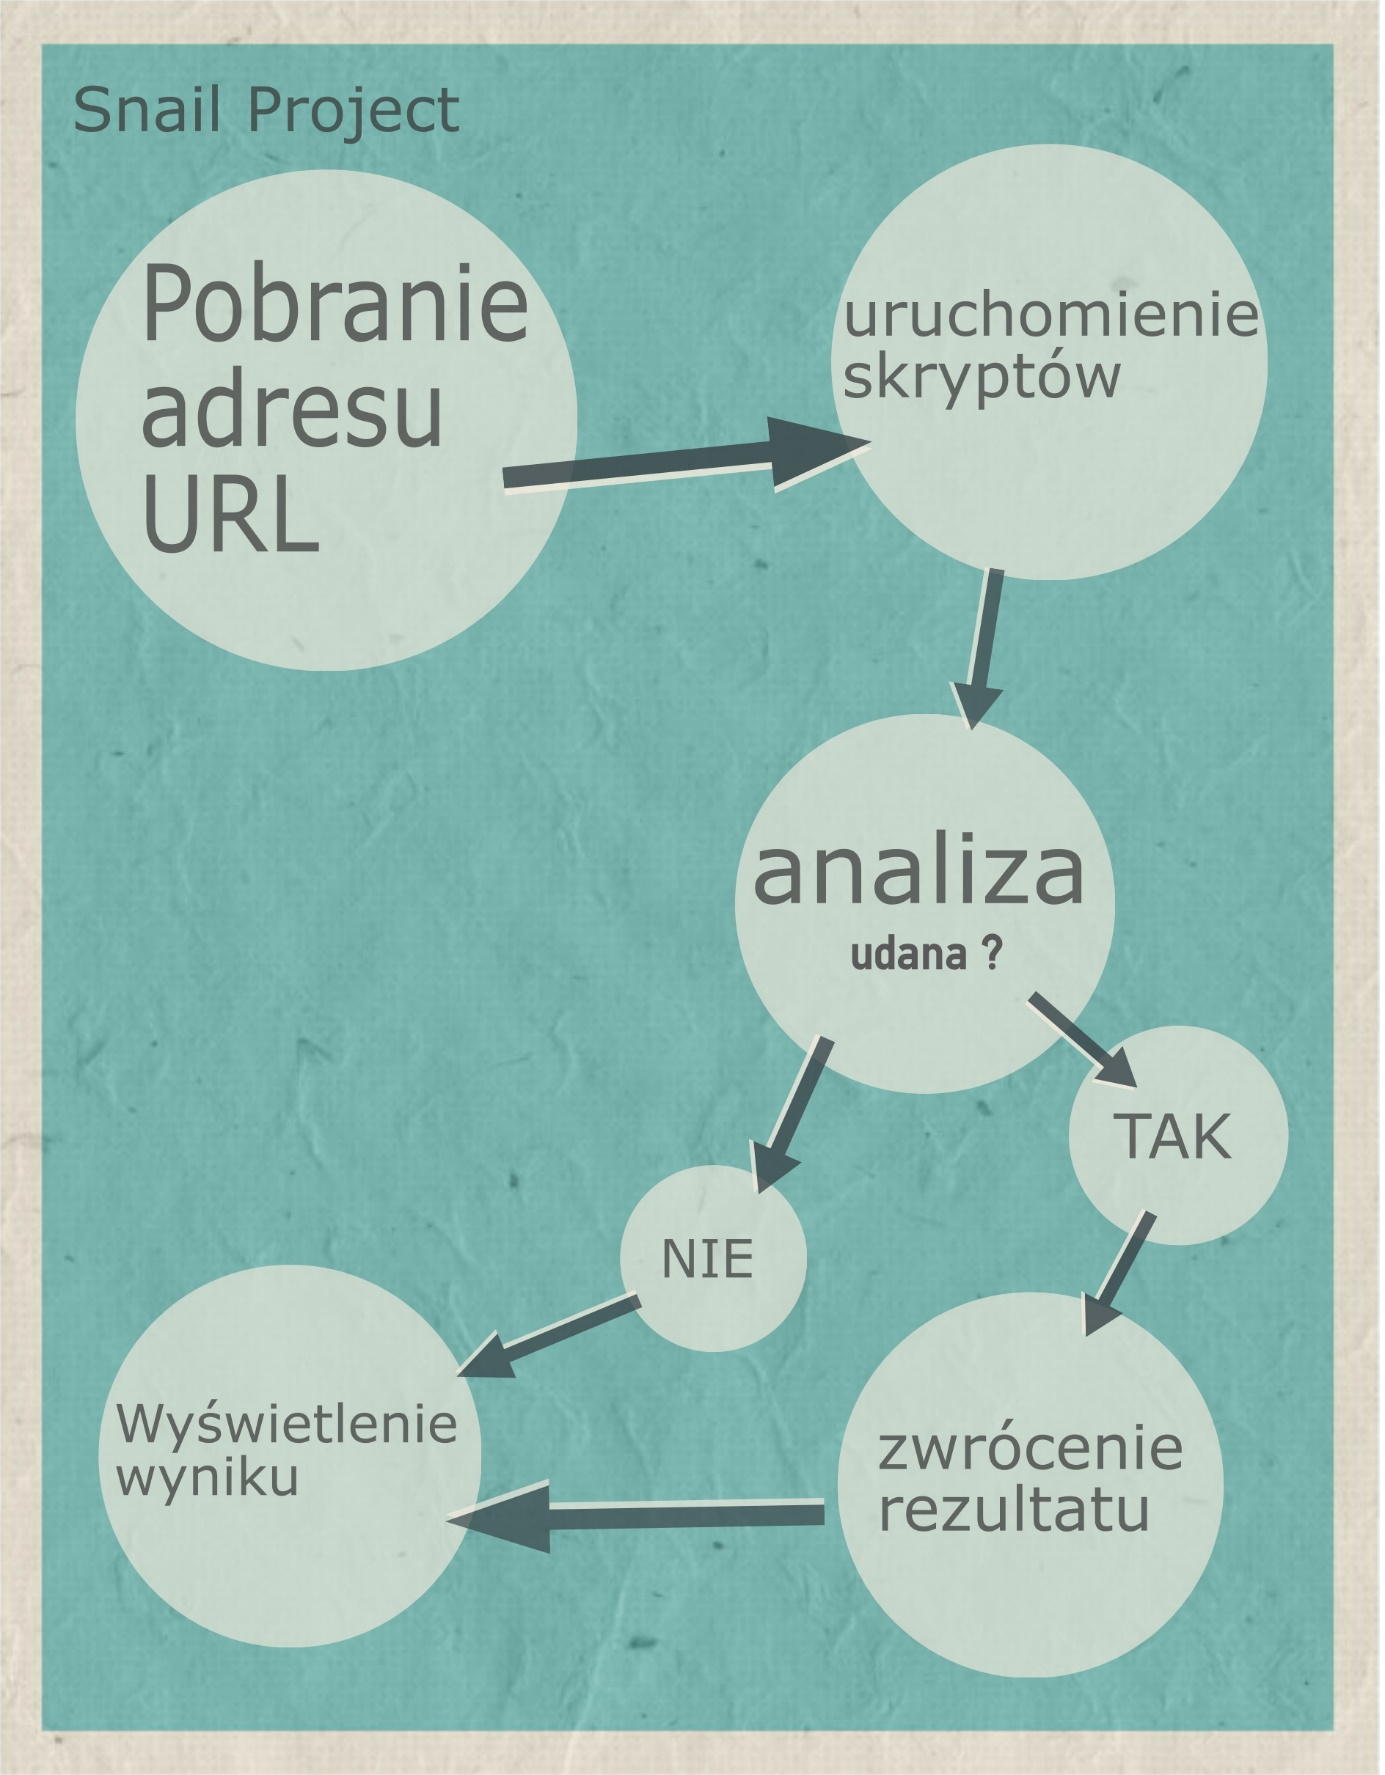 Snail Project
Pobranie
adresu
URL
uruchomienie
skryptów
analiza
udana ?
TAK
NIE
zwrócenie
rezultatu
Wyświetlenie
wyniku